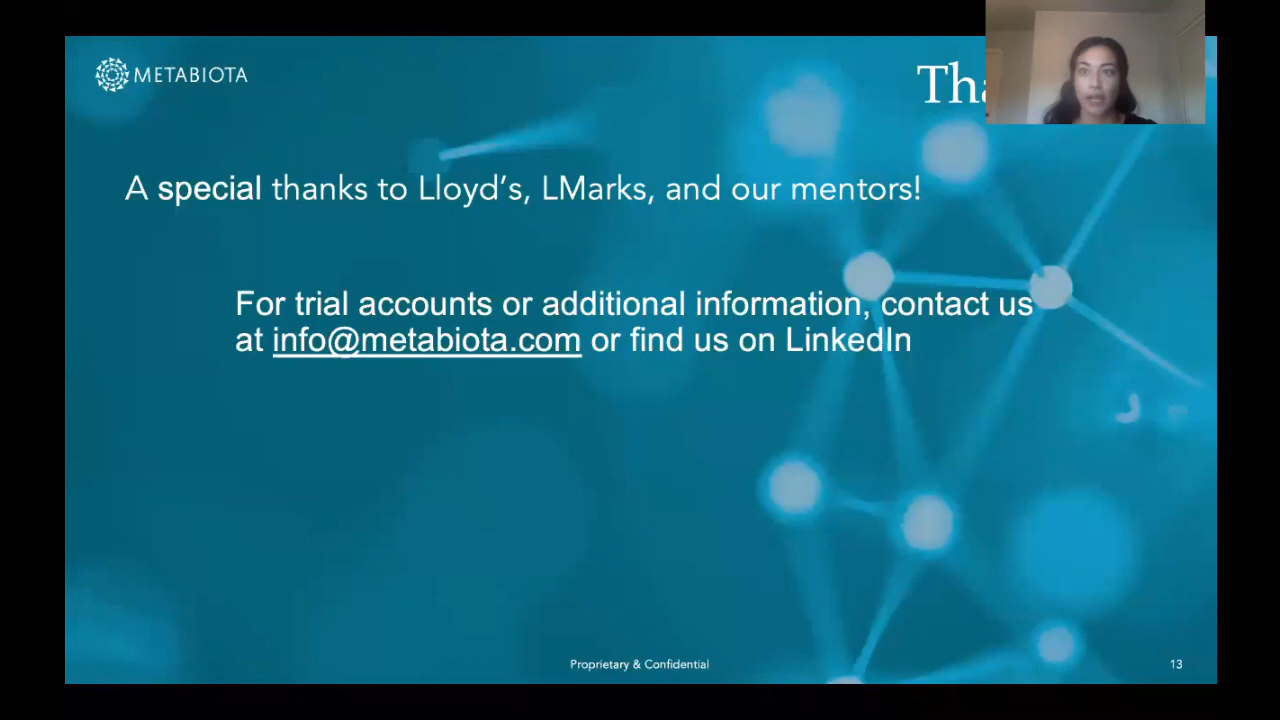 METABIOTA
A special thanks to Lloyd's, LMarks, and our mentors!
For trial accounts or additional information, contact us
at info@metabiota.com or find us on LinkedIn
Proprietary & Confidential
13